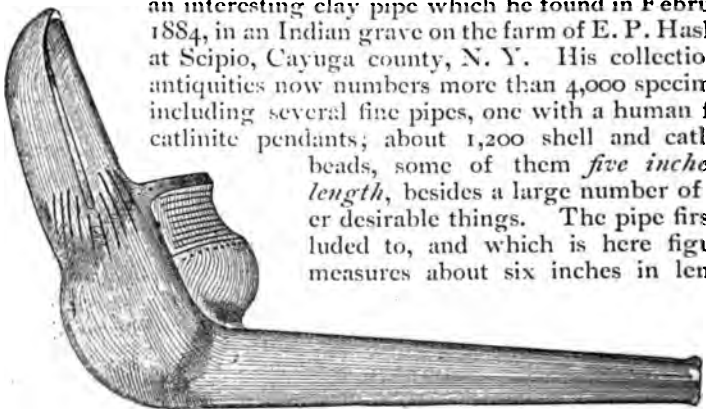 an interesting clay pipe which he found in Febru
1884, in an Indian grave on the farm of E. P. Hask
at Scipio, Cayuga county, N. Y. His collectio
antiquities now numbers more than 4,000 specim
including several fine pipes, one with a human f
catlinite pendants; about 1,200 shell and catl
beads, some of them five inche
length, besides a large number of
er desirable things. The pipe firs
luded to, and which is here figu
measures about six inches in len